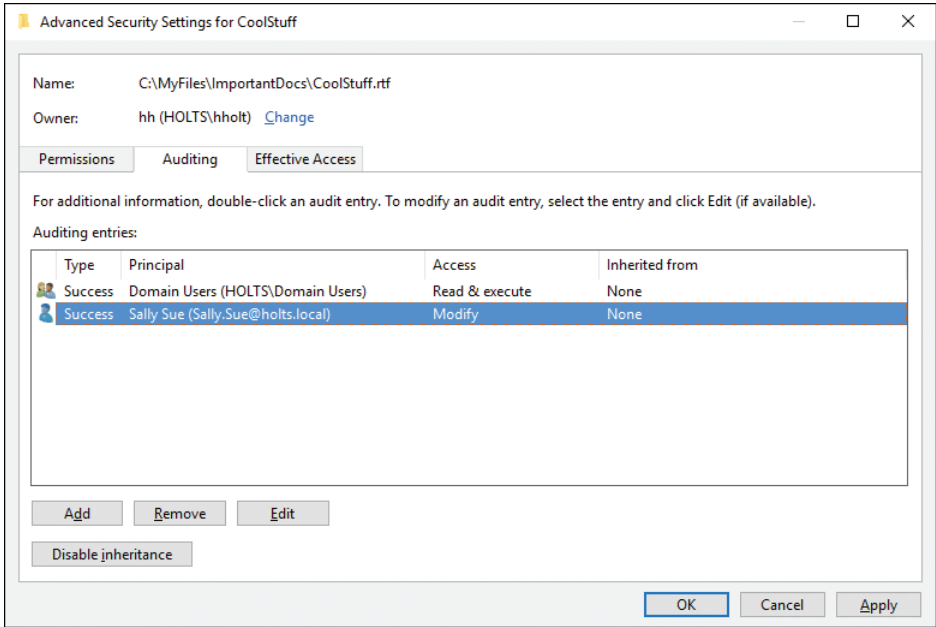 Advanced Security Settings for CoolStuff
Name: C:\MyFiles\ImportantDocs\CoolStuff.rtf
Owner: hh (HOLTS\hholt) Change
Permissions Auditing Effective Access
For additional information, double-click an audit entry. To modify an audit entry, select the entry and click Edit (if available).
Auditing entries:
Type Principal Access Inherited from
Success Domain Users (HOLTS\Domain Users) Read & execute None
Success Sally Sue (Sally.Sue@holts.local) Modify None
Add Remove Edit
Disable inheritance
OK Cancel Apply